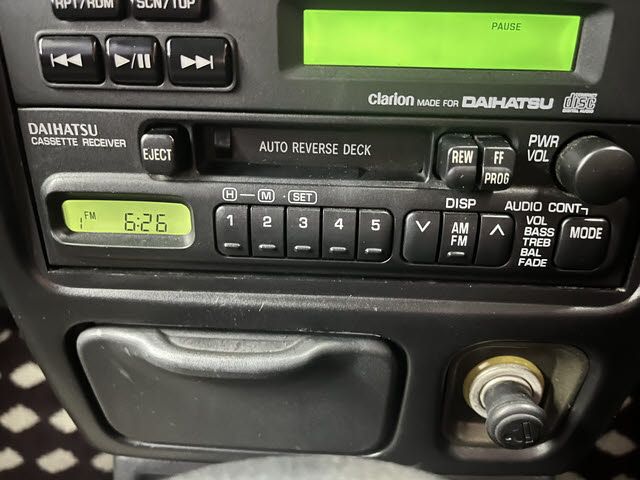 RPT/RDM SCN/TOP
PAUSE
clarion MADE FOR DAIHATSU disc
DAIHATSU
CASSETTE RECEIVER
EJECT
AUTO REVERSE DECK
REW
FF
PROG
PWR
VOL
FM
1
6:26
H M SET
1 2 3 4 5
DISP
AM
FM
AUDIO CONT
VOL
BASS
TREB
BAL
FADE
MODE